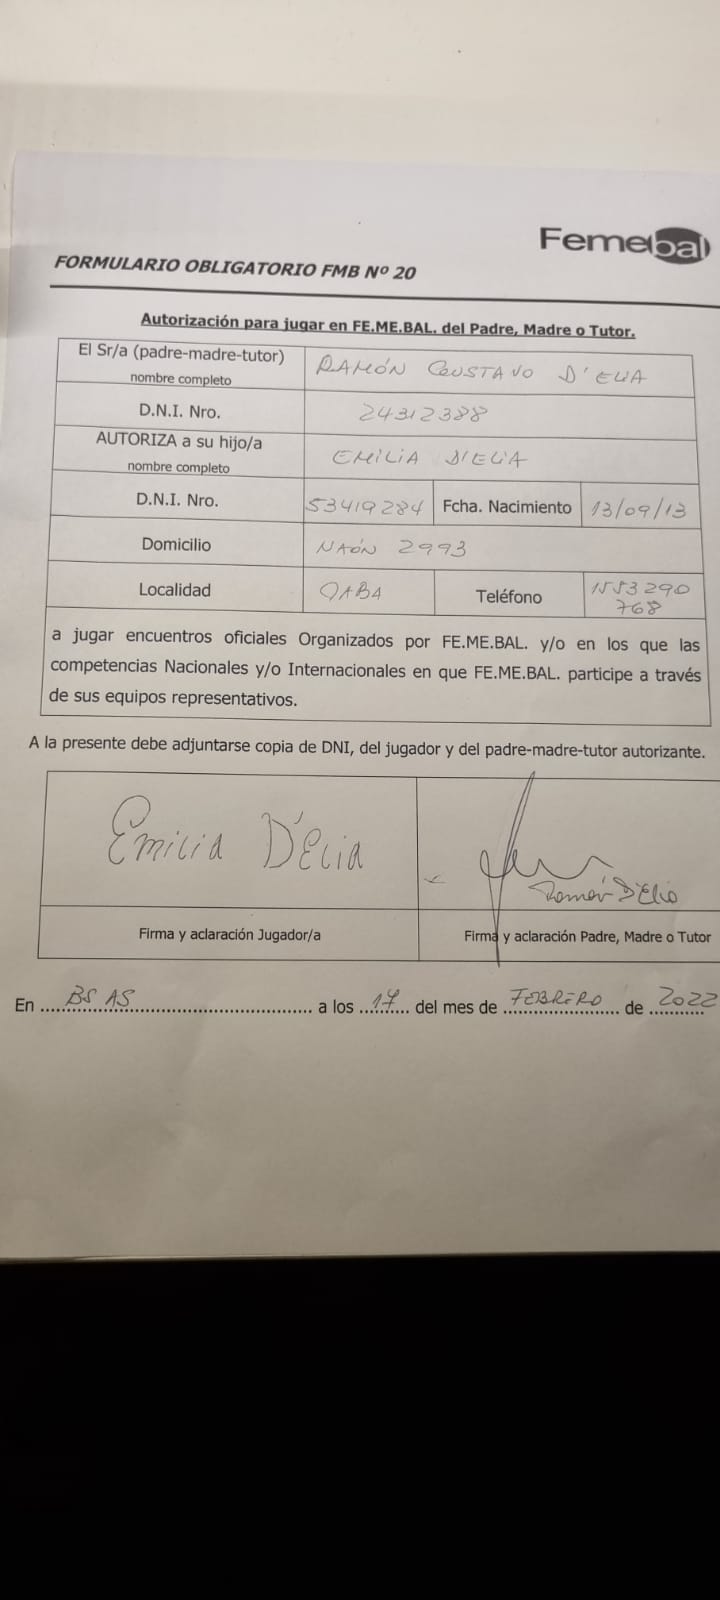 Femebal
FORMULARIO OBLIGATORIO FMB Nº 20
Autorización para jugar en FE.ME.BAL. del Padre, Madre o Tutor.
El Sr/a (padre-madre-tutor) nombre completo RAMÓN GUSTAVO D'ELIA
D.N.I. Nro. 24312388
AUTORIZA a su hijo/a nombre completo EMILIA D'ELIA
D.N.I. Nro. 53419284 Fcha. Nacimiento 13/09/13
Domicilio NAÓN 2993
Localidad CABA Teléfono 1553290
768
a jugar encuentros oficiales Organizados por FE.ME.BAL. y/o en los que las
competencias Nacionales y/o Internacionales en que FE.ME.BAL. participe a través
de sus equipos representativos.
A la presente debe adjuntarse copia de DNI, del jugador y del padre-madre-tutor autorizante.
Emilia D'Elia
Ramón D'Elia
Firma y aclaración Jugador/a Firma y aclaración Padre, Madre o Tutor
En BS AS a los 17 del mes de FEBRERO de 2022